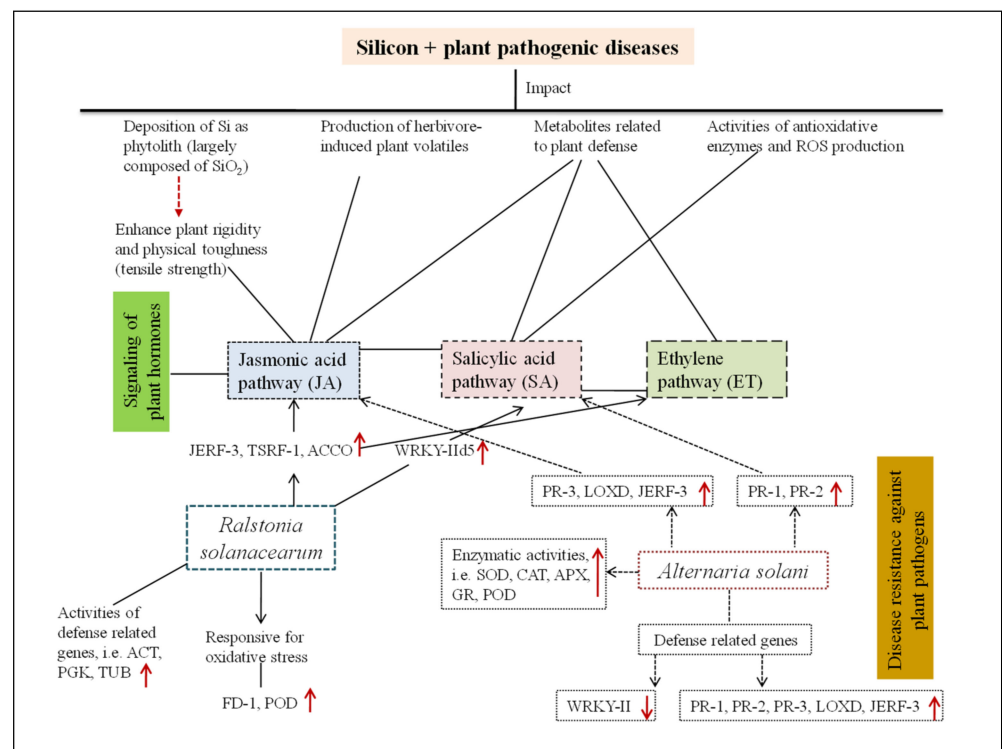 Silicon + plant pathogenic diseases
Impact
Deposition of Si as
phytolith (largely
composed of SiO₂)
Production of herbivore-
induced plant volatiles
Metabolites related
to plant defense
Activities of antioxidative
enzymes and ROS production
Enhance plant rigidity
and physical toughness
(tensile strength)
Signaling of
plant hormones
Jasmonic acid
pathway (JA)
Salicylic acid
pathway (SA)
Ethylene
pathway (ET)
JERF-3, TSRF-1, ACCO
WRKY-IId5
PR-3, LOXD, JERF-3
PR-1, PR-2
Disease resistance against
plant pathogens
Ralstonia
solanacearum
Enzymatic activities,
i.e. SOD, CAT, APX,
GR, POD
Alternaria solani
Activities of
defense related
genes, i.e. ACT,
PGK, TUB
Responsive for
oxidative stress
Defense related genes
FD-1, POD
WRKY-II
PR-1, PR-2, PR-3, LOXD, JERF-3